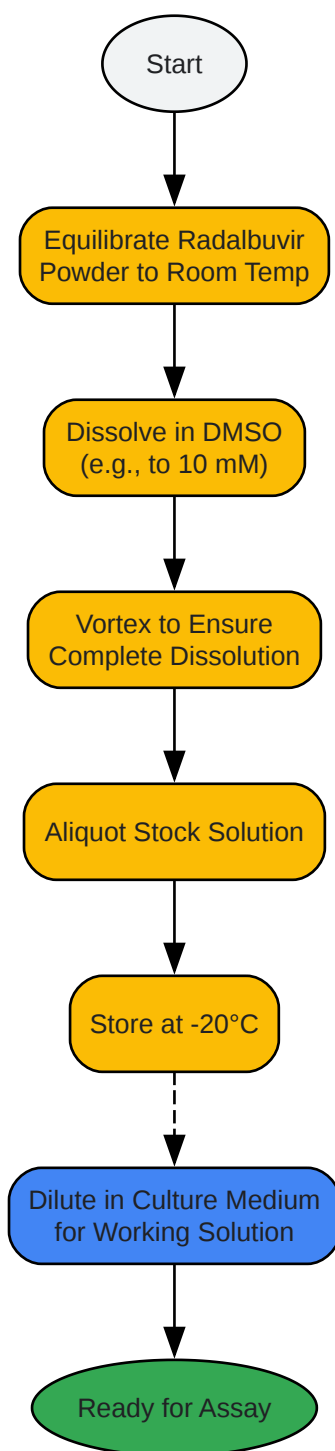 Start
Equilibrate Radalbuvir
Powder to Room Temp
Dissolve in DMSO
(e.g., to 10 mM)
Vortex to Ensure
Complete Dissolution
Aliquot Stock Solution
Store at -20°C
Dilute in Culture Medium
for Working Solution
Ready for Assay